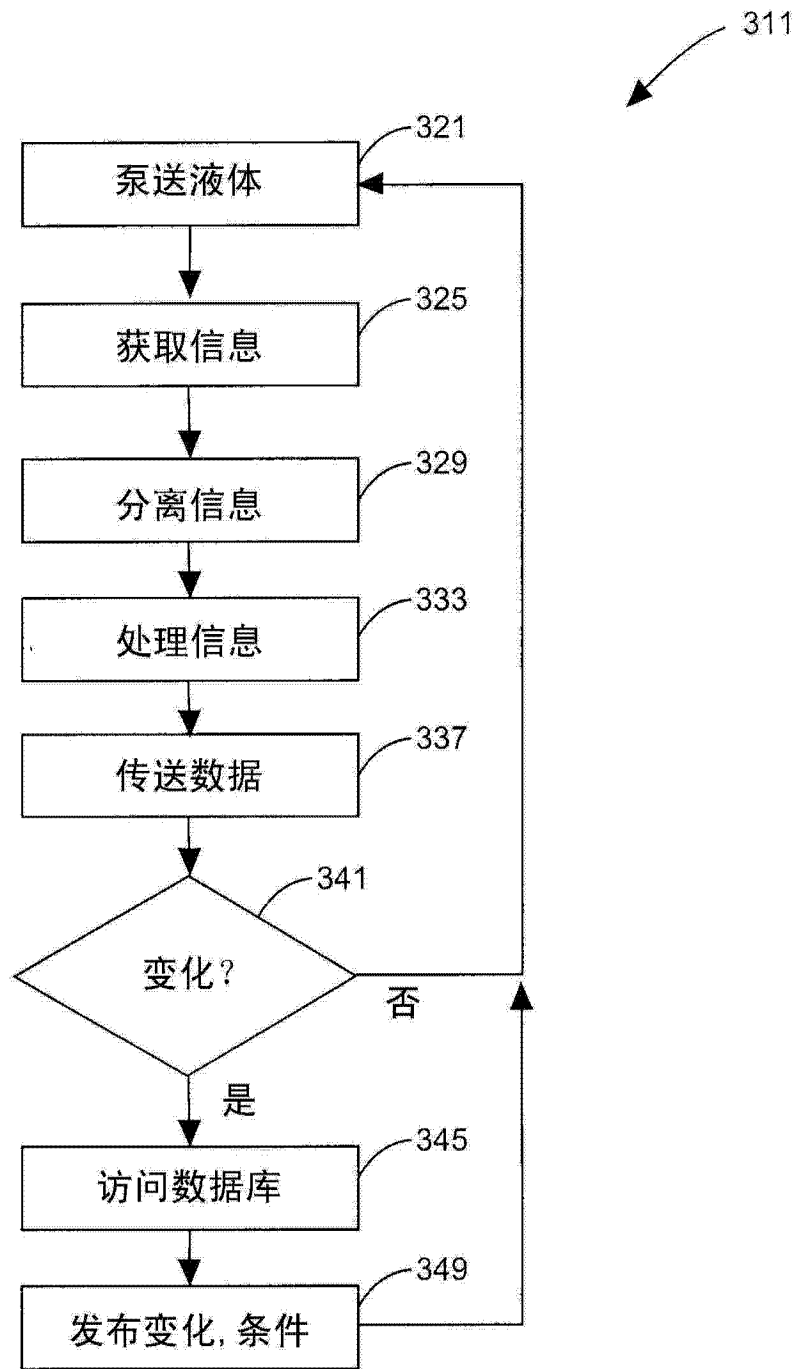 311
321
泵送液体
325
获取信息
329
分离信息
333
处理信息
337
传送数据
341
变化？
否
是
345
访问数据库
349
发布变化, 条件